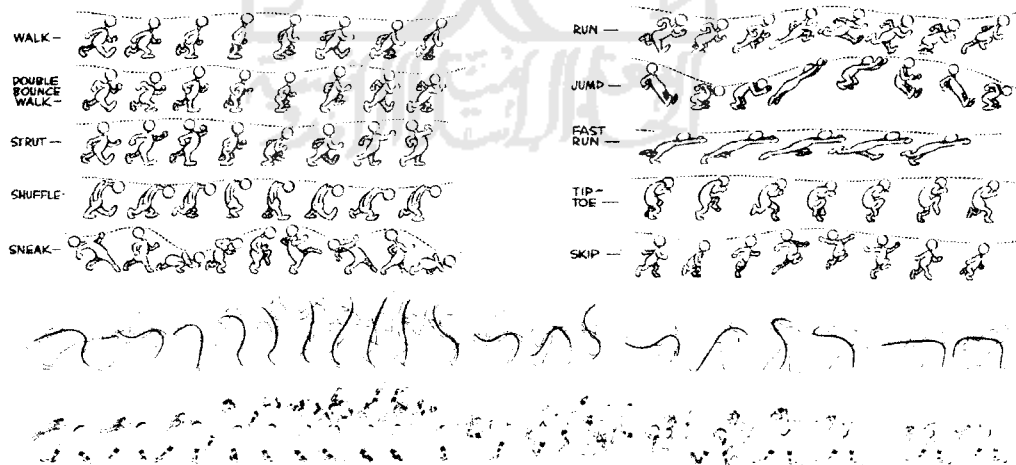 WALK —
DOUBLE
BOUNCE
WALK —
STRUT —
SHUFFLE-
SNEAK—
RUN —
JUMP —
FAST
RUN —
TIP-
TOE —
SKIP —